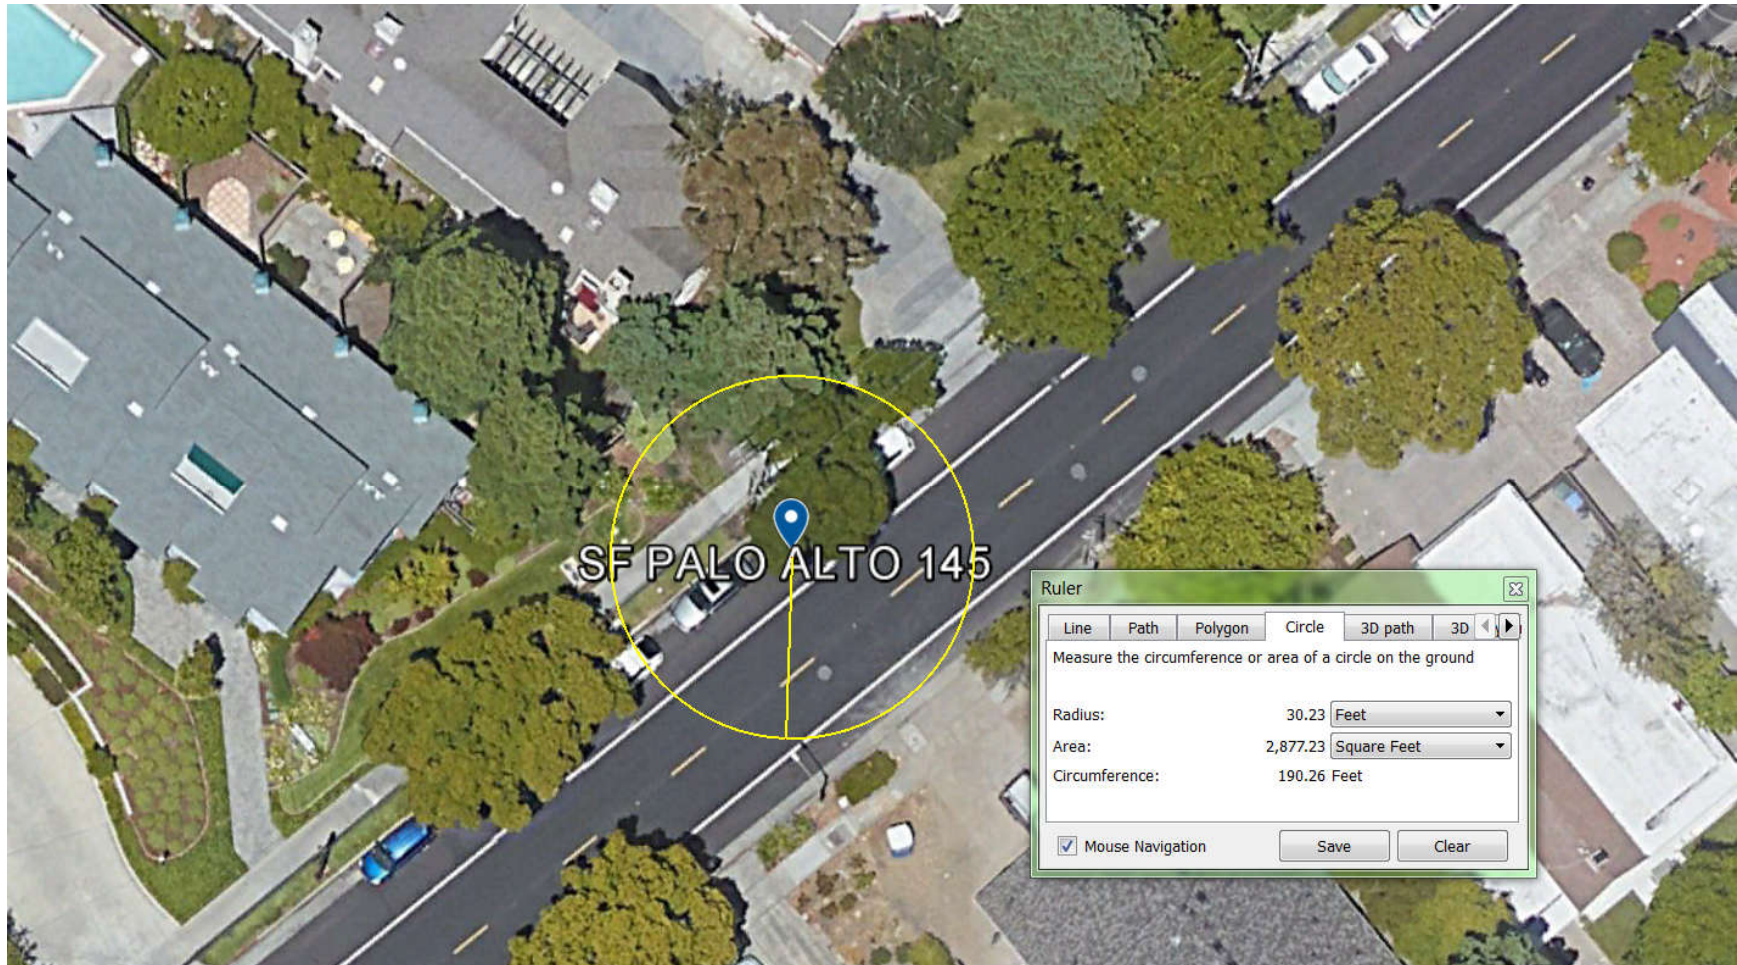 SF PALO ALTO 145
Ruler
Line Path Polygon Circle 3D path 3D
Measure the circumference or area of a circle on the ground
Radius: 30.23 Feet
Area: 2,877.23 Square Feet
Circumference: 190.26 Feet
Mouse Navigation Save Clear